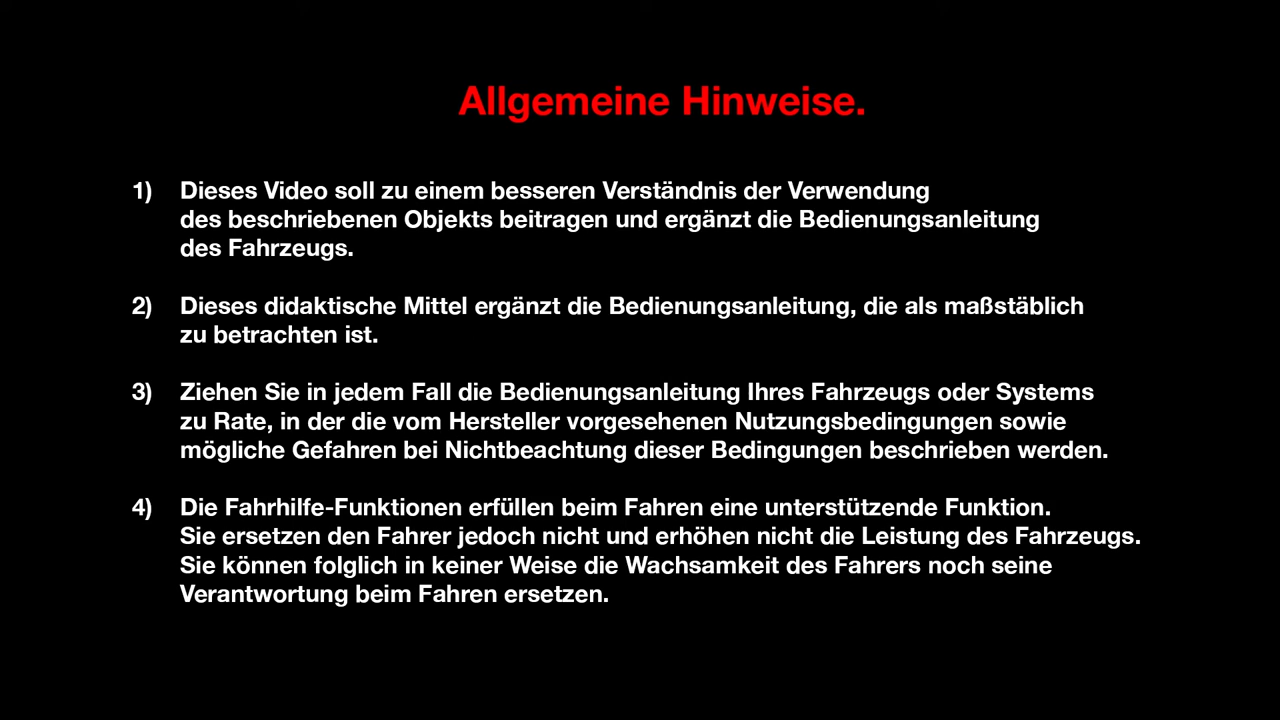 Allgemeine Hinweise.
1) Dieses Video soll zu einem besseren Verständnis der Verwendung
des beschriebenen Objekts beitragen und ergänzt die Bedienungsanleitung
des Fahrzeugs.
2) Dieses didaktische Mittel ergänzt die Bedienungsanleitung, die als maßstäblich
zu betrachten ist.
3) Ziehen Sie in jedem Fall die Bedienungsanleitung Ihres Fahrzeugs oder Systems
zu Rate, in der die vom Hersteller vorgesehenen Nutzungsbedingungen sowie
mögliche Gefahren bei Nichtbeachtung dieser Bedingungen beschrieben werden.
4) Die Fahrhilfe-Funktionen erfüllen beim Fahren eine unterstützende Funktion.
Sie ersetzen den Fahrer jedoch nicht und erhöhen nicht die Leistung des Fahrzeugs.
Sie können folglich in keiner Weise die Wachsamkeit des Fahrers noch seine
Verantwortung beim Fahren ersetzen.